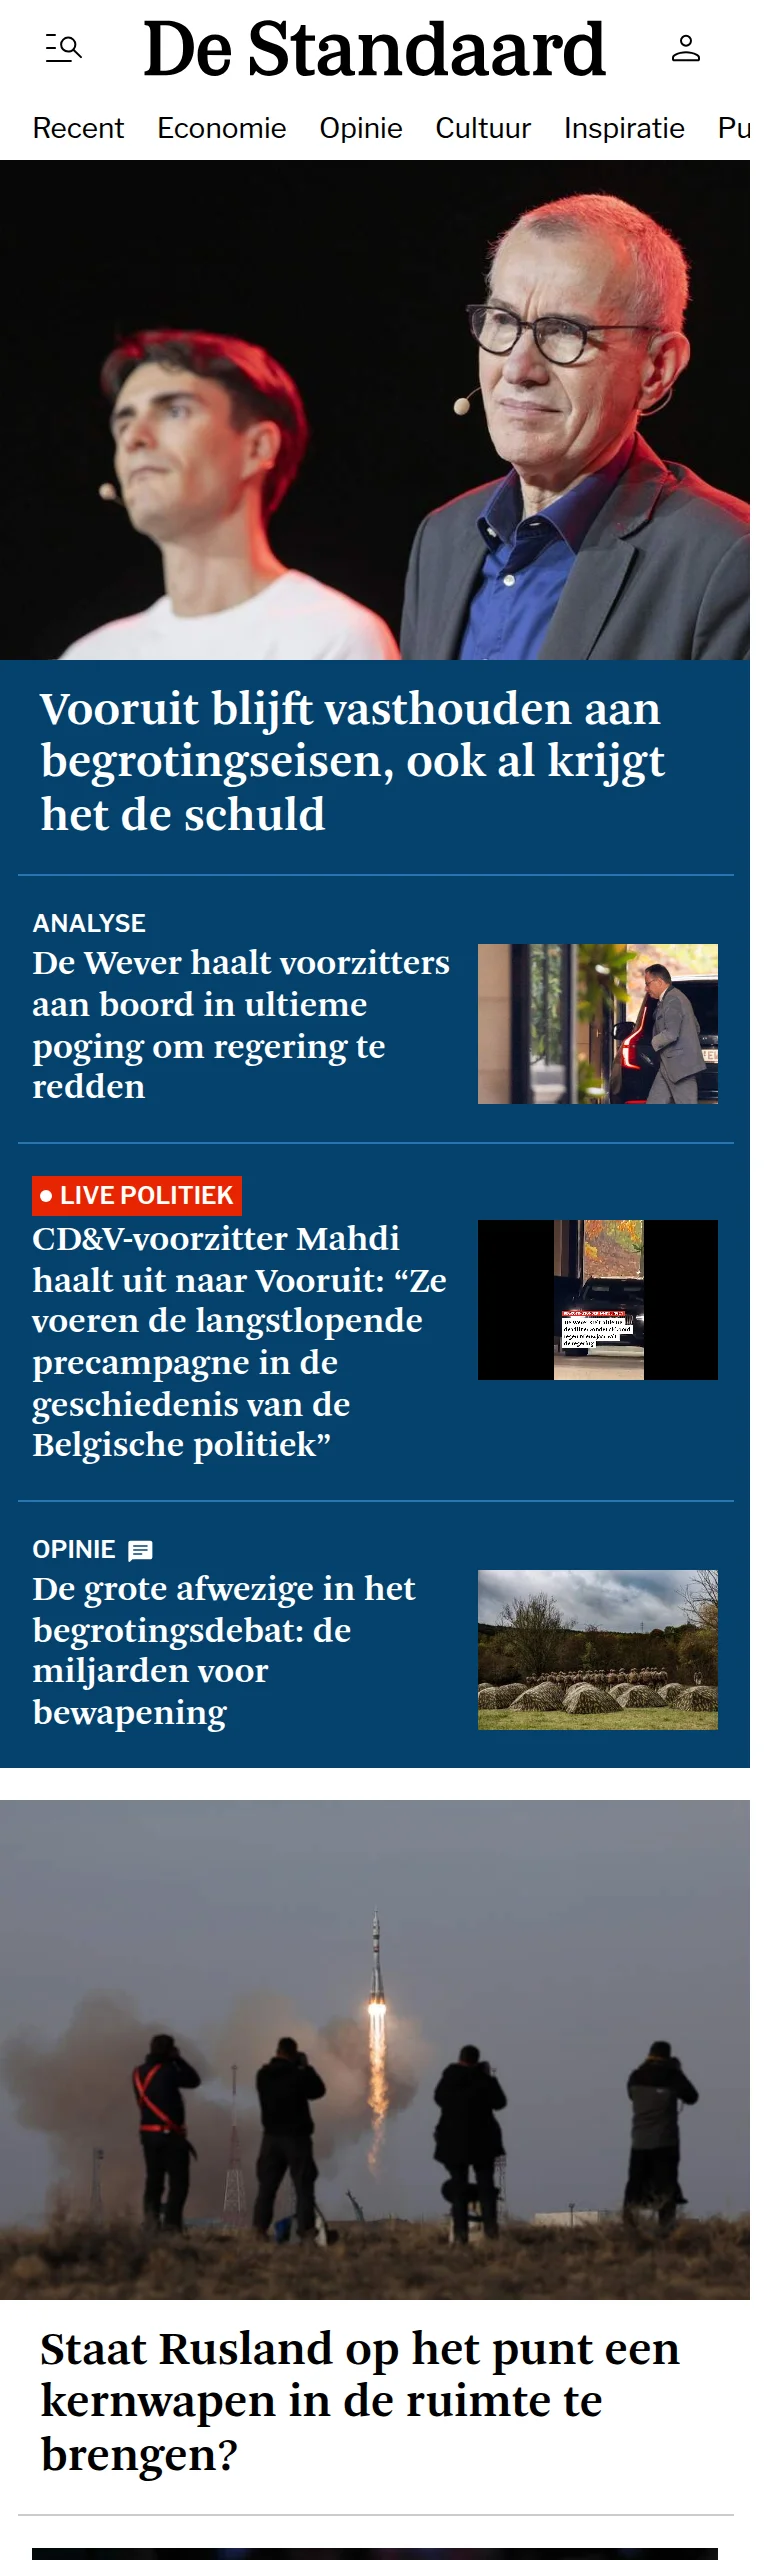 De Standaard
Recent Economie Opinie Cultuur Inspiratie Pu
Vooruit blijft vasthouden aan
begrotingseisen, ook al krijgt
het de schuld
ANALYSE
De Wever haalt voorzitters
aan boord in ultieme
poging om regering te
redden
LIVE POLITIEK
CD&V-voorzitter Mahdi
haalt uit naar Vooruit: “Ze
voeren de langstlopende
precampagne in de
geschiedenis van de
Belgische politiek”
OPINIE
De grote afwezige in het
begrotingsdebat: de
miljarden voor
bewapening
Staat Rusland op het punt een
kernwapen in de ruimte te
brengen?